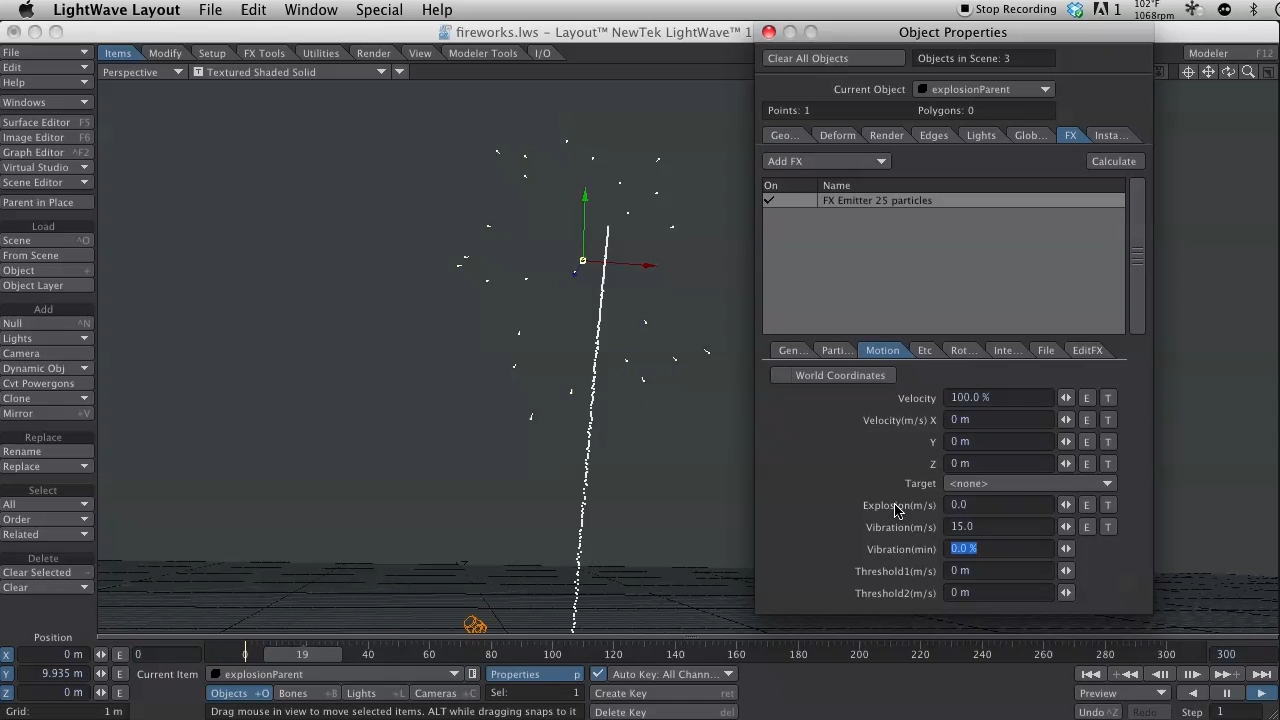 LightWave Layout File Edit Window Special Help
Stop Recording
1
102°F
1068rpm
fireworks.lws - Layout™ NewTek LightWave™ 1
Object Properties
File
Items Modify Setup FX Tools Utilities Render View Modeler Tools I/O
Modeler F12
Edit
Help
Perspective
Textured Shaded Solid
Clear All Objects
Objects in Scene: 3
Windows
Current Object explosionParent
Points: 1
Polygons: 0
Surface Editor F5
Image Editor F6
Graph Editor ^F2
Virtual Studio
Scene Editor
Geo... Deform Render Edges Lights Glob... FX Insta...
Add FX
Calculate
On Name
FX Emitter 25 particles
Parent in Place
Load
Scene ^O
From Scene
Object +
Object Layer
Add
Null ^N
Lights
Camera
Dynamic Obj
Cvt Powergons
Clone
Mirror +V
Gen... Parti... Motion Etc Rot... Inte... File EditFX
World Coordinates
Velocity 100.0 % E T
Velocity(m/s) X 0 m E T
Y 0 m E T
Z 0 m E T
Target <none>
Explosion(m/s) 0.0 E T
Vibration(m/s) 15.0 E T
Vibration(min) 0.0 %
Threshold1(m/s) 0 m
Threshold2(m/s) 0 m
Replace
Rename
Replace
Select
All
Order
Related
Delete
Clear Selected -
Clear
Position
X 0 m E
Y 9.935 m E
Z 0 m E
Grid: 1 m
0
0 19 40 60 80 100 120 140 160 180 200 220 240 260 280 300
300
Current Item explosionParent
Properties p
Auto Key: All Chann...
Objects +O Bones +B Lights +L Cameras +C
Sel: 1
Create Key ret
Preview
Drag mouse in view to move selected items. ALT while dragging snaps to it
Delete Key del
Undo ^Z Redo Step 1